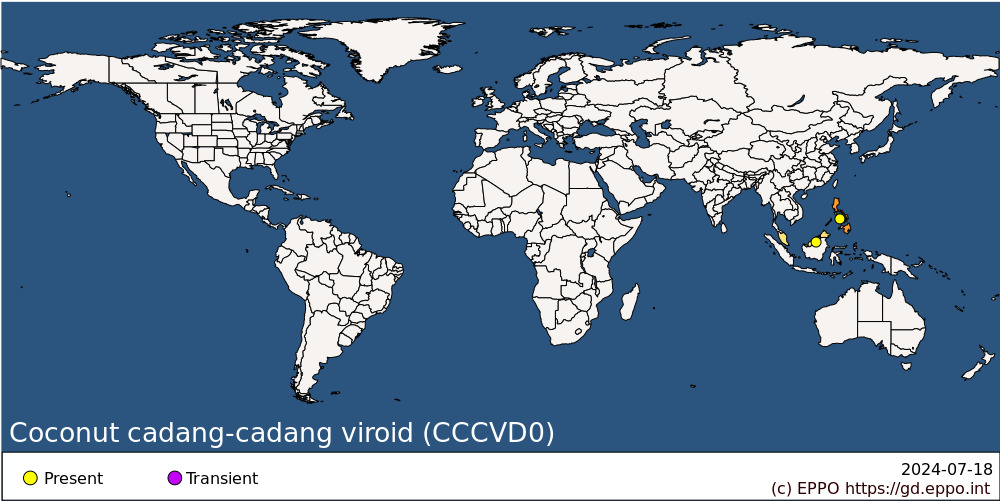 Coconut cadang-cadang viroid (CCCVD0)
Present
Transient
2024-07-18
(c) EPPO https://gd.eppo.int